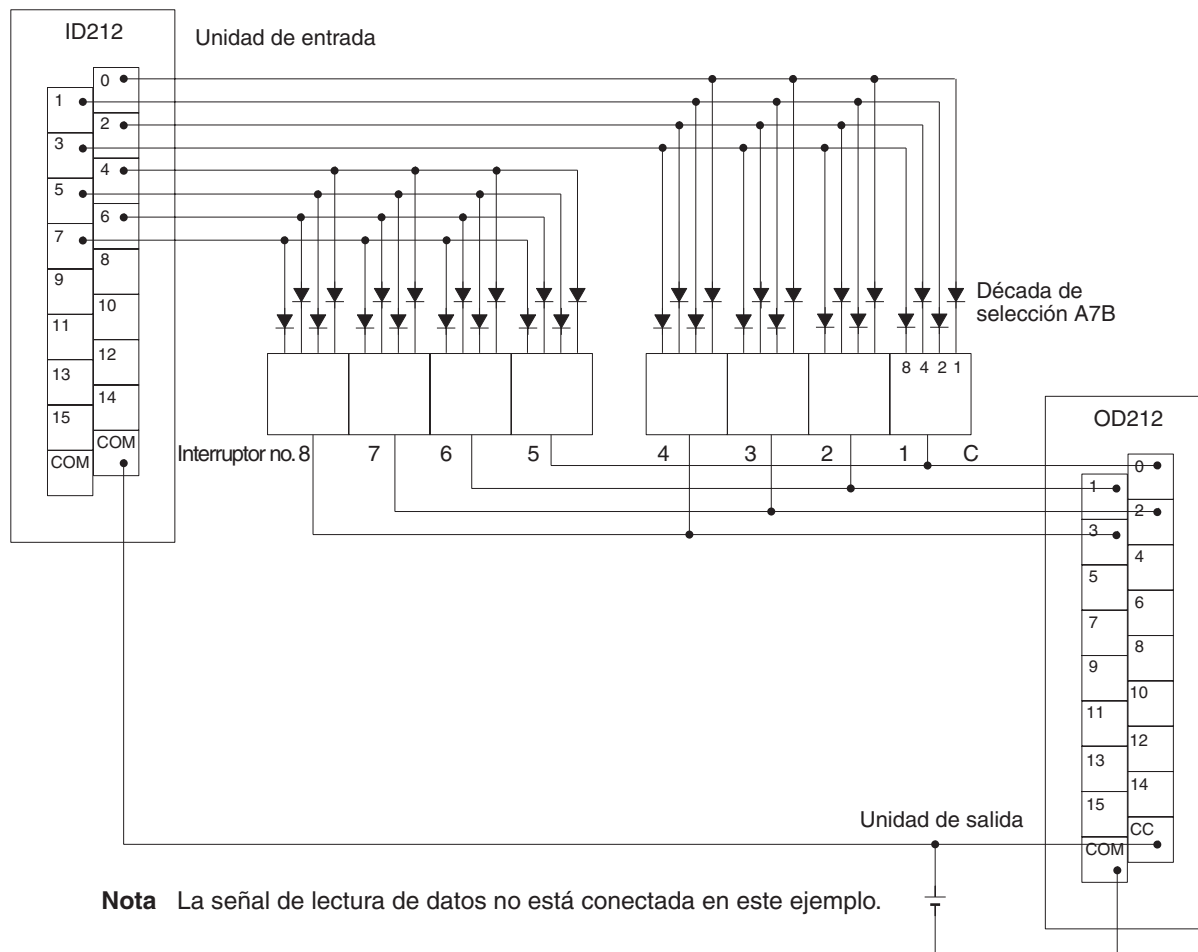 ID212
Unidad de entrada
0
1
2
3
4
5
6
7
8
9
10
11
12
13
14
15
COM
COM
Década de
selección A7B
8 4 2 1
Interruptor no. 8 7 6 5 4 3 2 1 C
OD212
0
1
2
3
4
5
6
7
8
9
10
11
12
13
14
15
CC
COM
Unidad de salida
Nota La señal de lectura de datos no está conectada en este ejemplo.